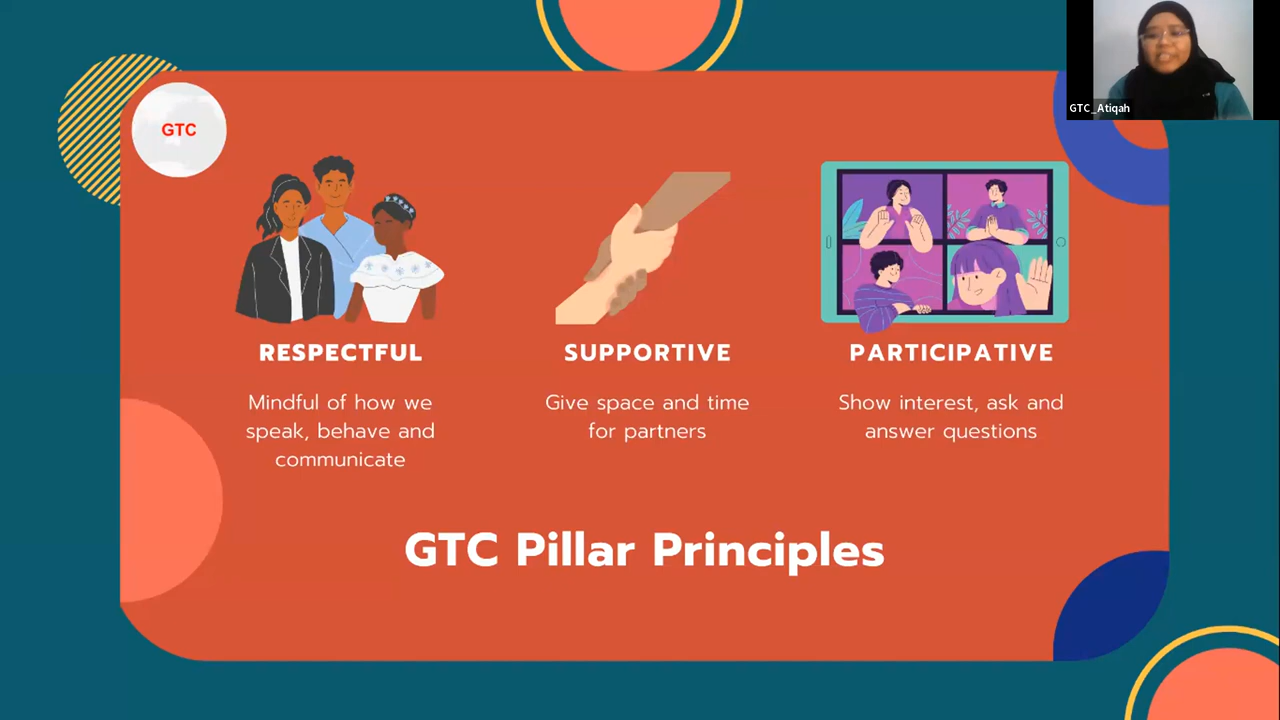 GTC_Atiqah
GTC
RESPECTFUL
Mindful of how we
speak, behave and
communicate
SUPPORTIVE
Give space and time
for partners
PARTICIPATIVE
Show interest, ask and
answer questions
GTC Pillar Principles